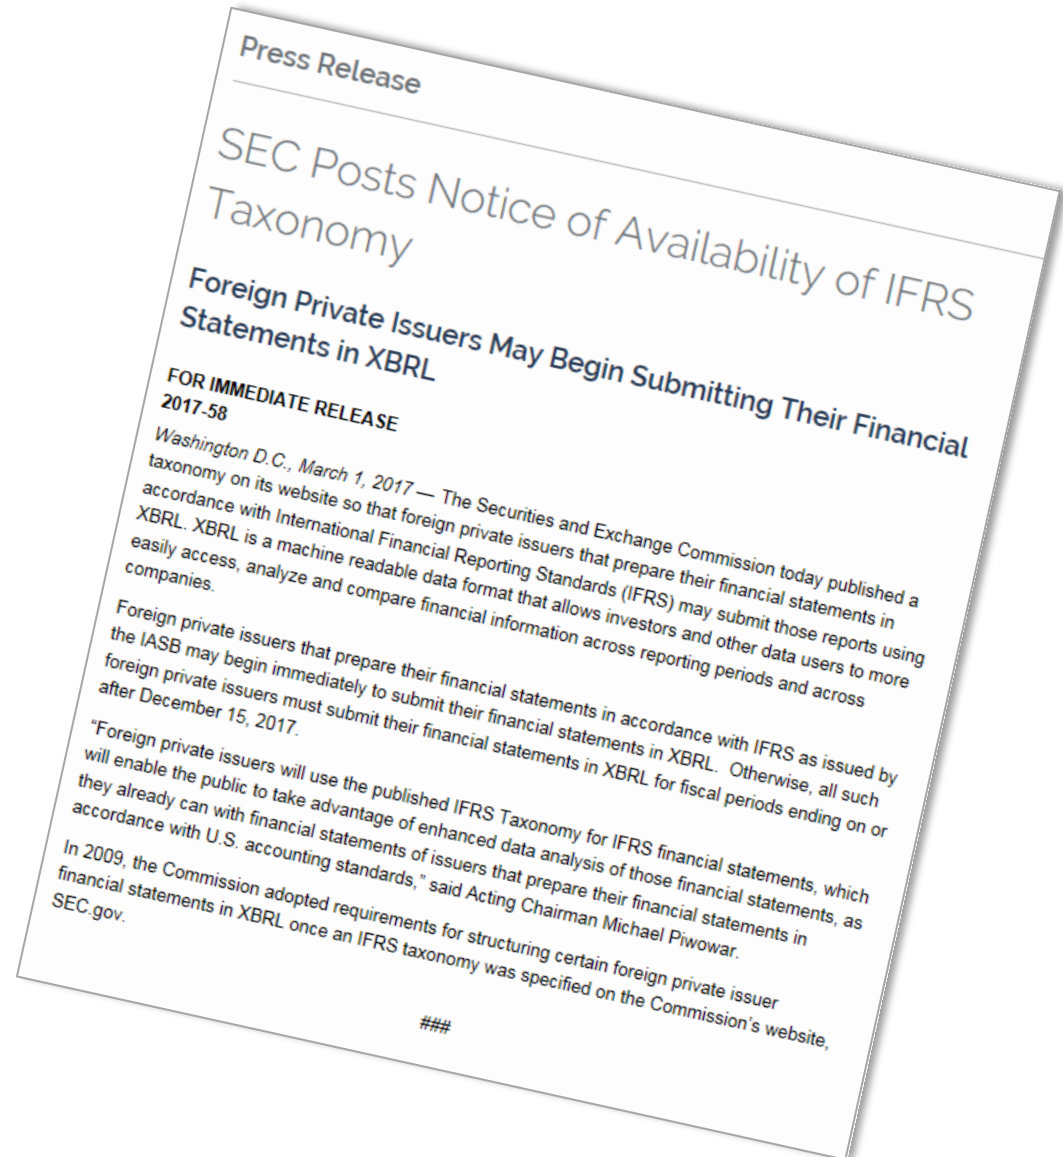 Press Release
SEC Posts Notice of Availability of IFRS
Taxonomy
Foreign Private Issuers May Begin Submitting Their Financial
Statements in XBRL
FOR IMMEDIATE RELEASE
2017-58
Washington D.C., March 1, 2017 — The Securities and Exchange Commission today published a
taxonomy on its website so that foreign private issuers that prepare their financial statements in
accordance with International Financial Reporting Standards (IFRS) may submit those reports using
XBRL. XBRL is a machine readable data format that allows investors and other data users to more
easily access, analyze and compare financial information across reporting periods and across
companies.
Foreign private issuers that prepare their financial statements in accordance with IFRS as issued by
the IASB may begin immediately to submit their financial statements in XBRL.  Otherwise, all such
foreign private issuers must submit their financial statements in XBRL for fiscal periods ending on or
after December 15, 2017.
“Foreign private issuers will use the published IFRS Taxonomy for IFRS financial statements, which
will enable the public to take advantage of enhanced data analysis of those financial statements, as
they already can with financial statements of issuers that prepare their financial statements in
accordance with U.S. accounting standards,” said Acting Chairman Michael Piwowar.
In 2009, the Commission adopted requirements for structuring certain foreign private issuer
financial statements in XBRL once an IFRS taxonomy was specified on the Commission’s website,
SEC.gov.
###